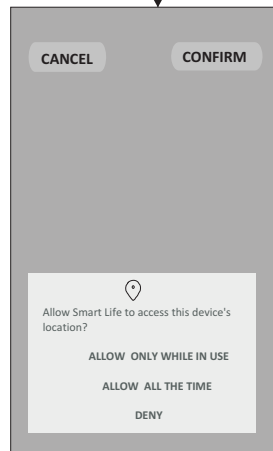 CANCEL
CONFIRM
Allow Smart Life to access this device's
location?
ALLOW ONLY WHILE IN USE
ALLOW ALL THE TIME
DENY